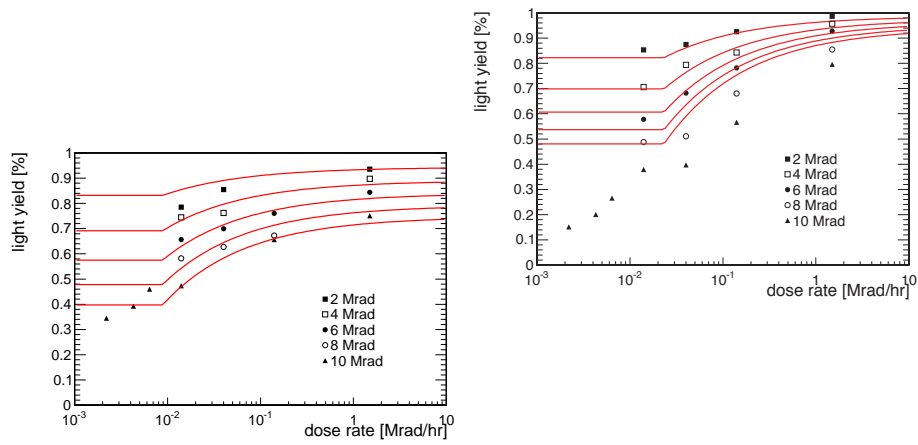 light yield [%]
1
0.9
0.8
0.7
0.6
0.5
0.4
0.3
0.2
0.1
0
2 Mrad
4 Mrad
6 Mrad
8 Mrad
10 Mrad
10⁻³
10⁻²
10⁻¹
1
10
dose rate [Mrad/hr]
light yield [%]
1
0.9
0.8
0.7
0.6
0.5
0.4
0.3
0.2
0.1
0
2 Mrad
4 Mrad
6 Mrad
8 Mrad
10 Mrad
10⁻³
10⁻²
10⁻¹
1
10
dose rate [Mrad/hr]